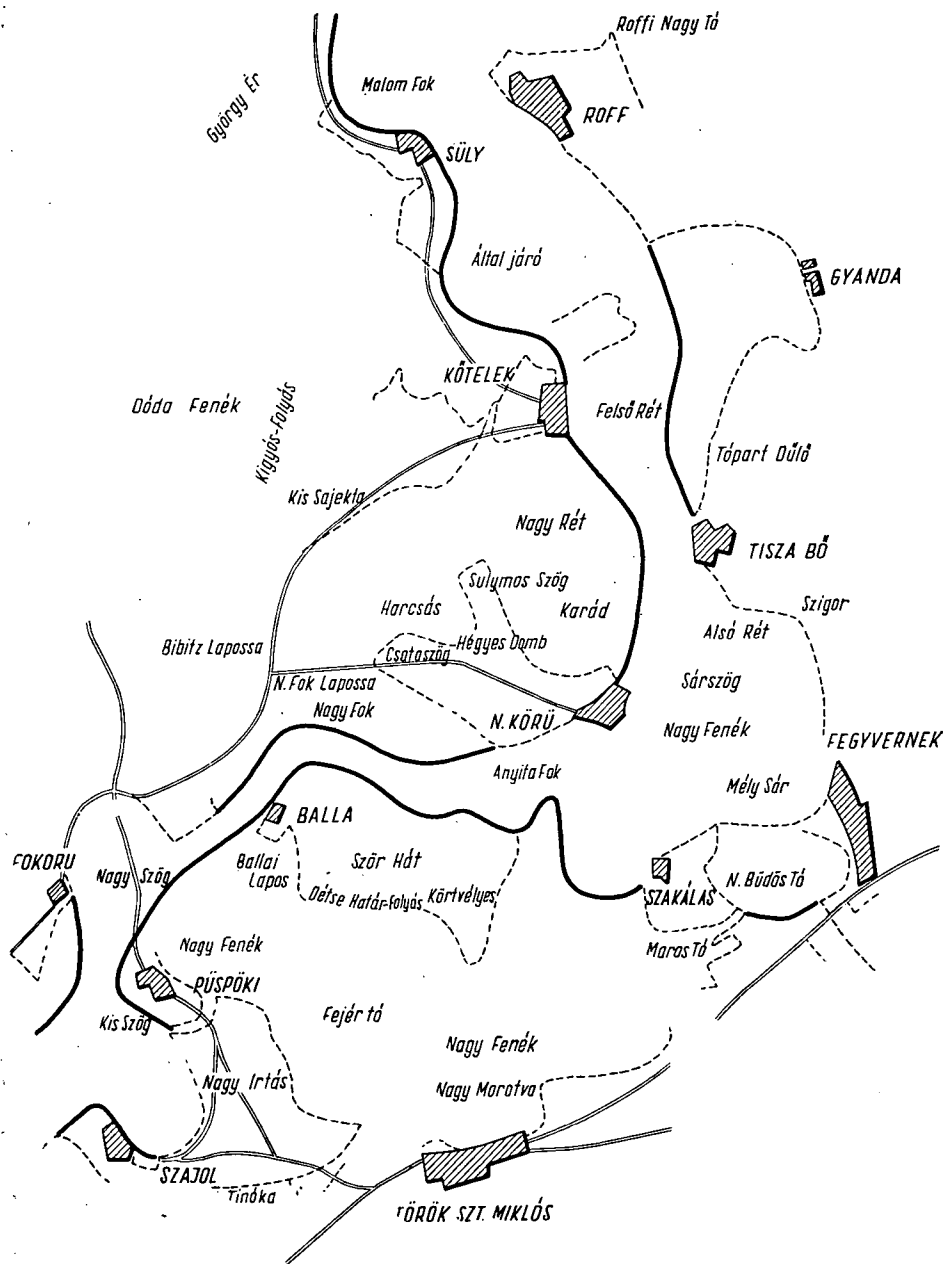 Roffi Nagy Tó
György Ér
Malom Fok
ROFF
SÜLY
Által járó
GYANDA
KŐTELEK
Dóda Fenék
Kigyós-Folyás
Felső Rét
Tópart Dűlő
Kis Sajekta
Nagy Rét
TISZA BŐ
Sulymos Szög
Szigor
Harcsás
Karád
Alsó Rét
Bibitz Lapossa
Csataszög
Hegyes Domb
N. Fok Lapossa
Sárszög
Nagy Fok
N. KÖRÜ
Nagy Fenék
FEGYVERNEK
Anyita Fok
Mély Sár
BALLA
FOKORU
Nagy Szög
Ballai
Lapos
Ször Hát
Détse
Határ-Folyás
Körtvélyes
SZAKÁLAS
N. Büdös Tó
Maros Tó
Nagy Fenék
PÜSPÖKI
Kis Szög
Fejér tó
Nagy Fenék
Nagy Irtás
Nagy Morotva
SZAJOL
Tinóka
TÖRÖK SZT. MIKLÓS